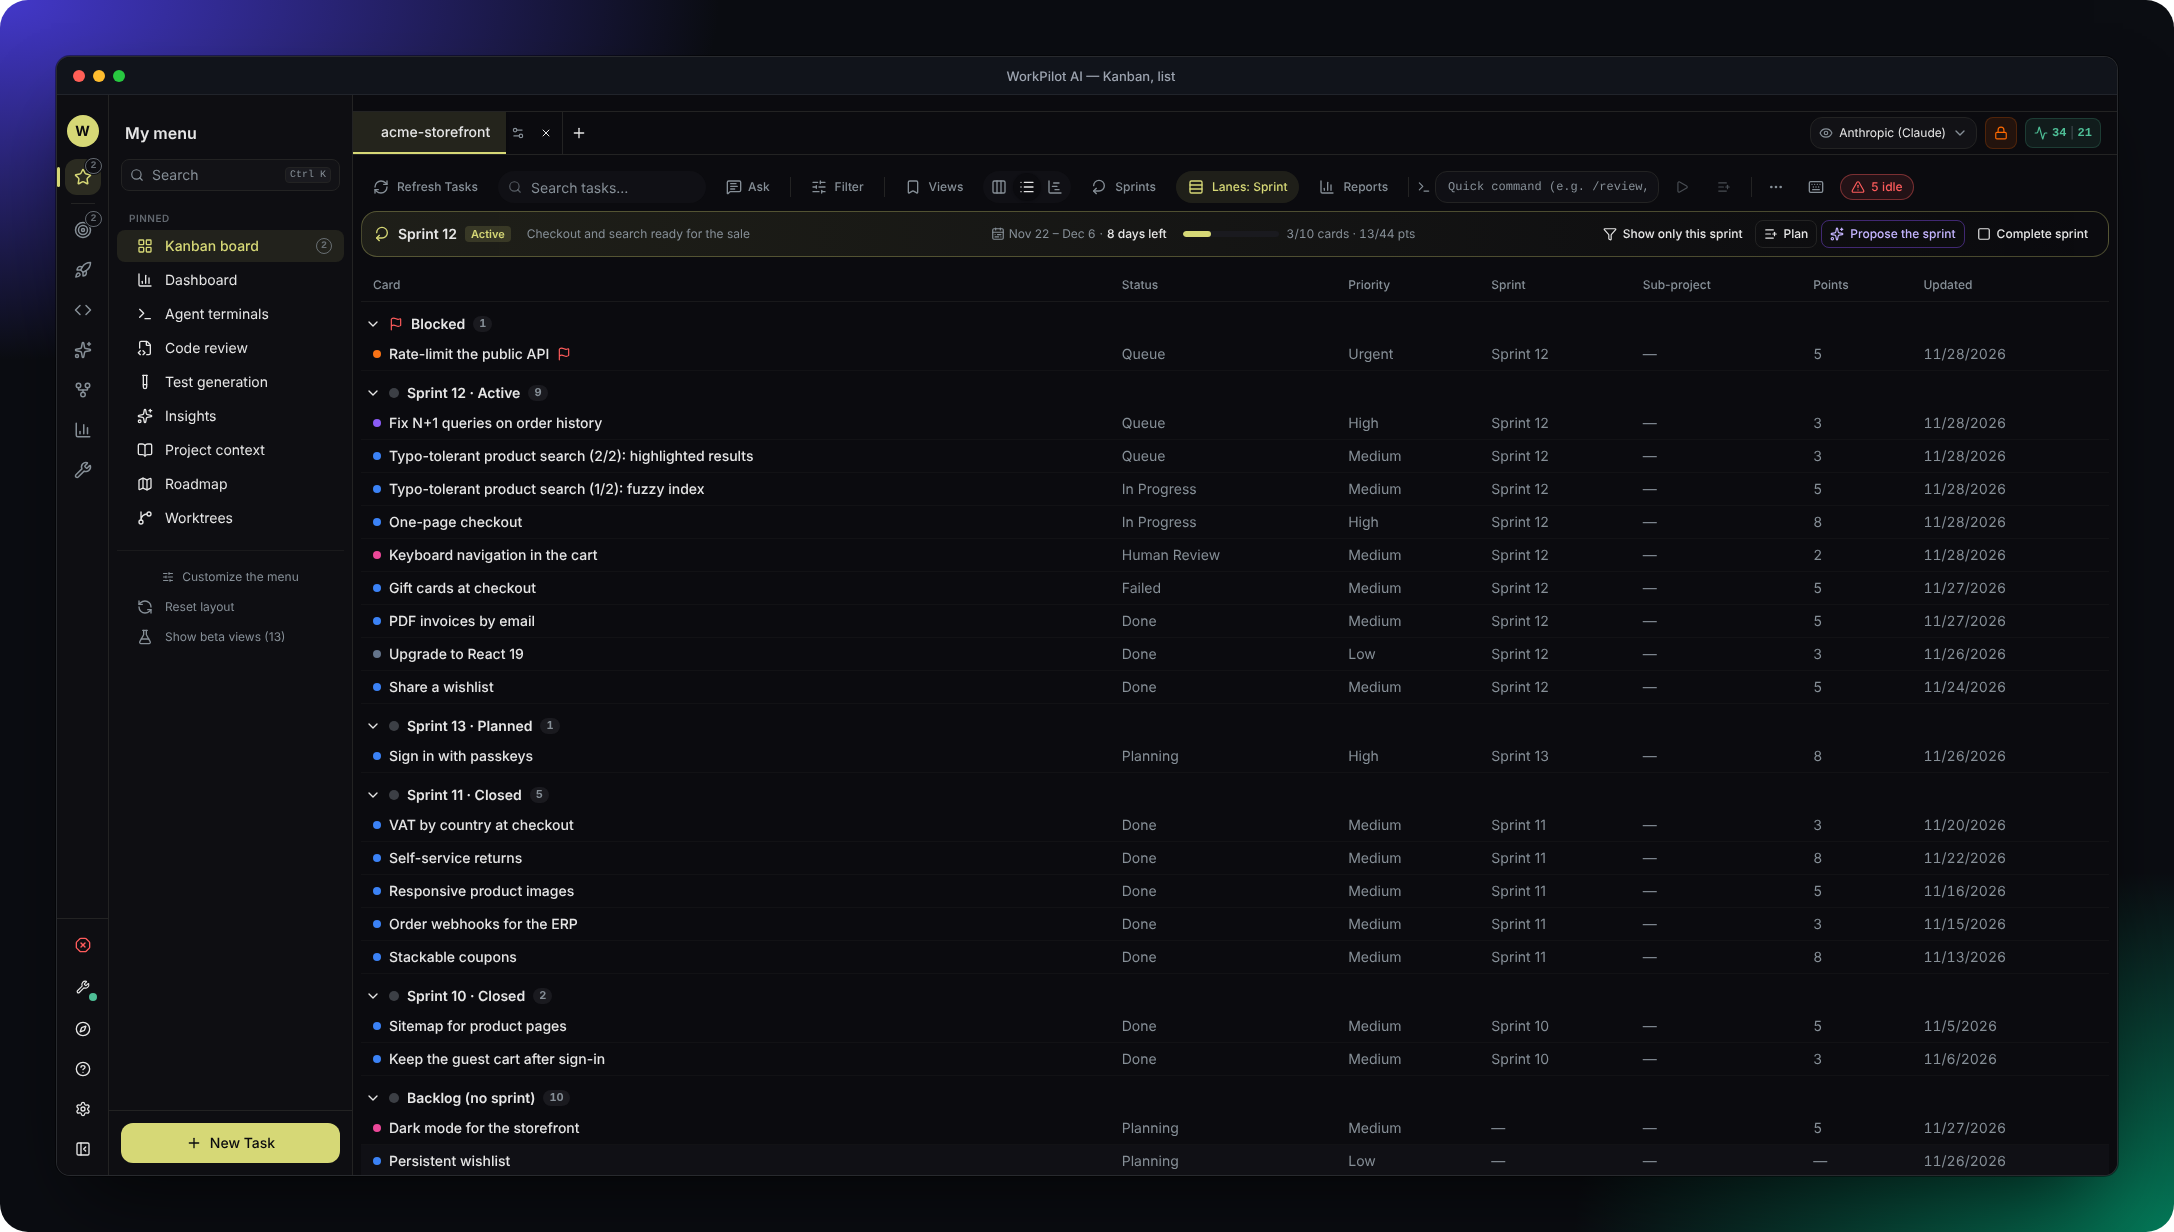 WorkPilot AI — Kanban, list
W
My menu
acme-storefront
Anthropic (Claude)
34 | 21
2
Search Ctrl K
Refresh Tasks
Search tasks...
Ask
Filter
Views
Sprints
Lanes: Sprint
Reports
Quick command (e.g. /review,
5 idle
2
PINNED
Kanban board 2
Dashboard
Agent terminals
Code review
Test generation
Insights
Project context
Roadmap
Worktrees
Customize the menu
Reset layout
Show beta views (13)
New Task
Sprint 12 Active Checkout and search ready for the sale Nov 22 – Dec 6 · 8 days left 3/10 cards · 13/44 pts Show only this sprint Plan Propose the sprint Complete sprint
Card Status Priority Sprint Sub-project Points Updated
Blocked 1
Rate-limit the public API Queue Urgent Sprint 12 — 5 11/28/2026
Sprint 12 · Active 9
Fix N+1 queries on order history Queue High Sprint 12 — 3 11/28/2026
Typo-tolerant product search (2/2): highlighted results Queue Medium Sprint 12 — 3 11/28/2026
Typo-tolerant product search (1/2): fuzzy index In Progress Medium Sprint 12 — 5 11/28/2026
One-page checkout In Progress High Sprint 12 — 8 11/28/2026
Keyboard navigation in the cart Human Review Medium Sprint 12 — 2 11/28/2026
Gift cards at checkout Failed Medium Sprint 12 — 5 11/27/2026
PDF invoices by email Done Medium Sprint 12 — 5 11/27/2026
Upgrade to React 19 Done Low Sprint 12 — 3 11/26/2026
Share a wishlist Done Medium Sprint 12 — 5 11/24/2026
Sprint 13 · Planned 1
Sign in with passkeys Planning High Sprint 13 — 8 11/26/2026
Sprint 11 · Closed 5
VAT by country at checkout Done Medium Sprint 11 — 3 11/20/2026
Self-service returns Done Medium Sprint 11 — 8 11/22/2026
Responsive product images Done Medium Sprint 11 — 5 11/16/2026
Order webhooks for the ERP Done Medium Sprint 11 — 3 11/15/2026
Stackable coupons Done Medium Sprint 11 — 8 11/13/2026
Sprint 10 · Closed 2
Sitemap for product pages Done Medium Sprint 10 — 5 11/5/2026
Keep the guest cart after sign-in Done Medium Sprint 10 — 3 11/6/2026
Backlog (no sprint) 10
Dark mode for the storefront Planning Medium — — 5 11/27/2026
Persistent wishlist Planning Low — — — 11/26/2026